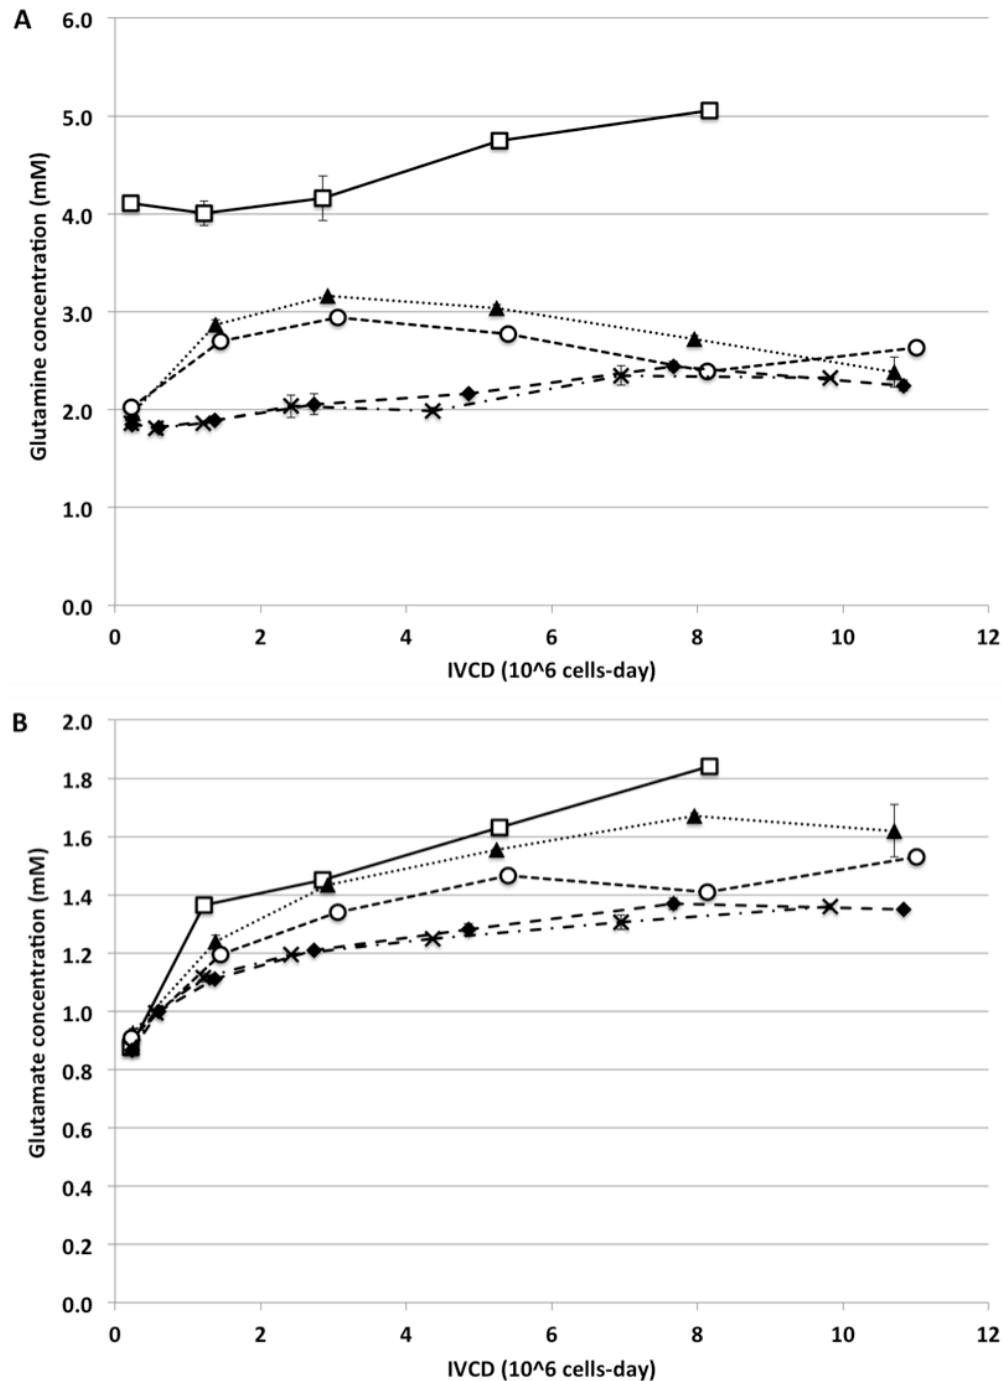 A
6.0
5.0
4.0
3.0
2.0
1.0
0.0
Glutamine concentration (mM)
0 2 4 6 8 10 12
IVCD (10^6 cells-day)
B
2.0
1.8
1.6
1.4
1.2
1.0
0.8
0.6
0.4
0.2
0.0
Glutamate concentration (mM)
0 2 4 6 8 10 12
IVCD (10^6 cells-day)